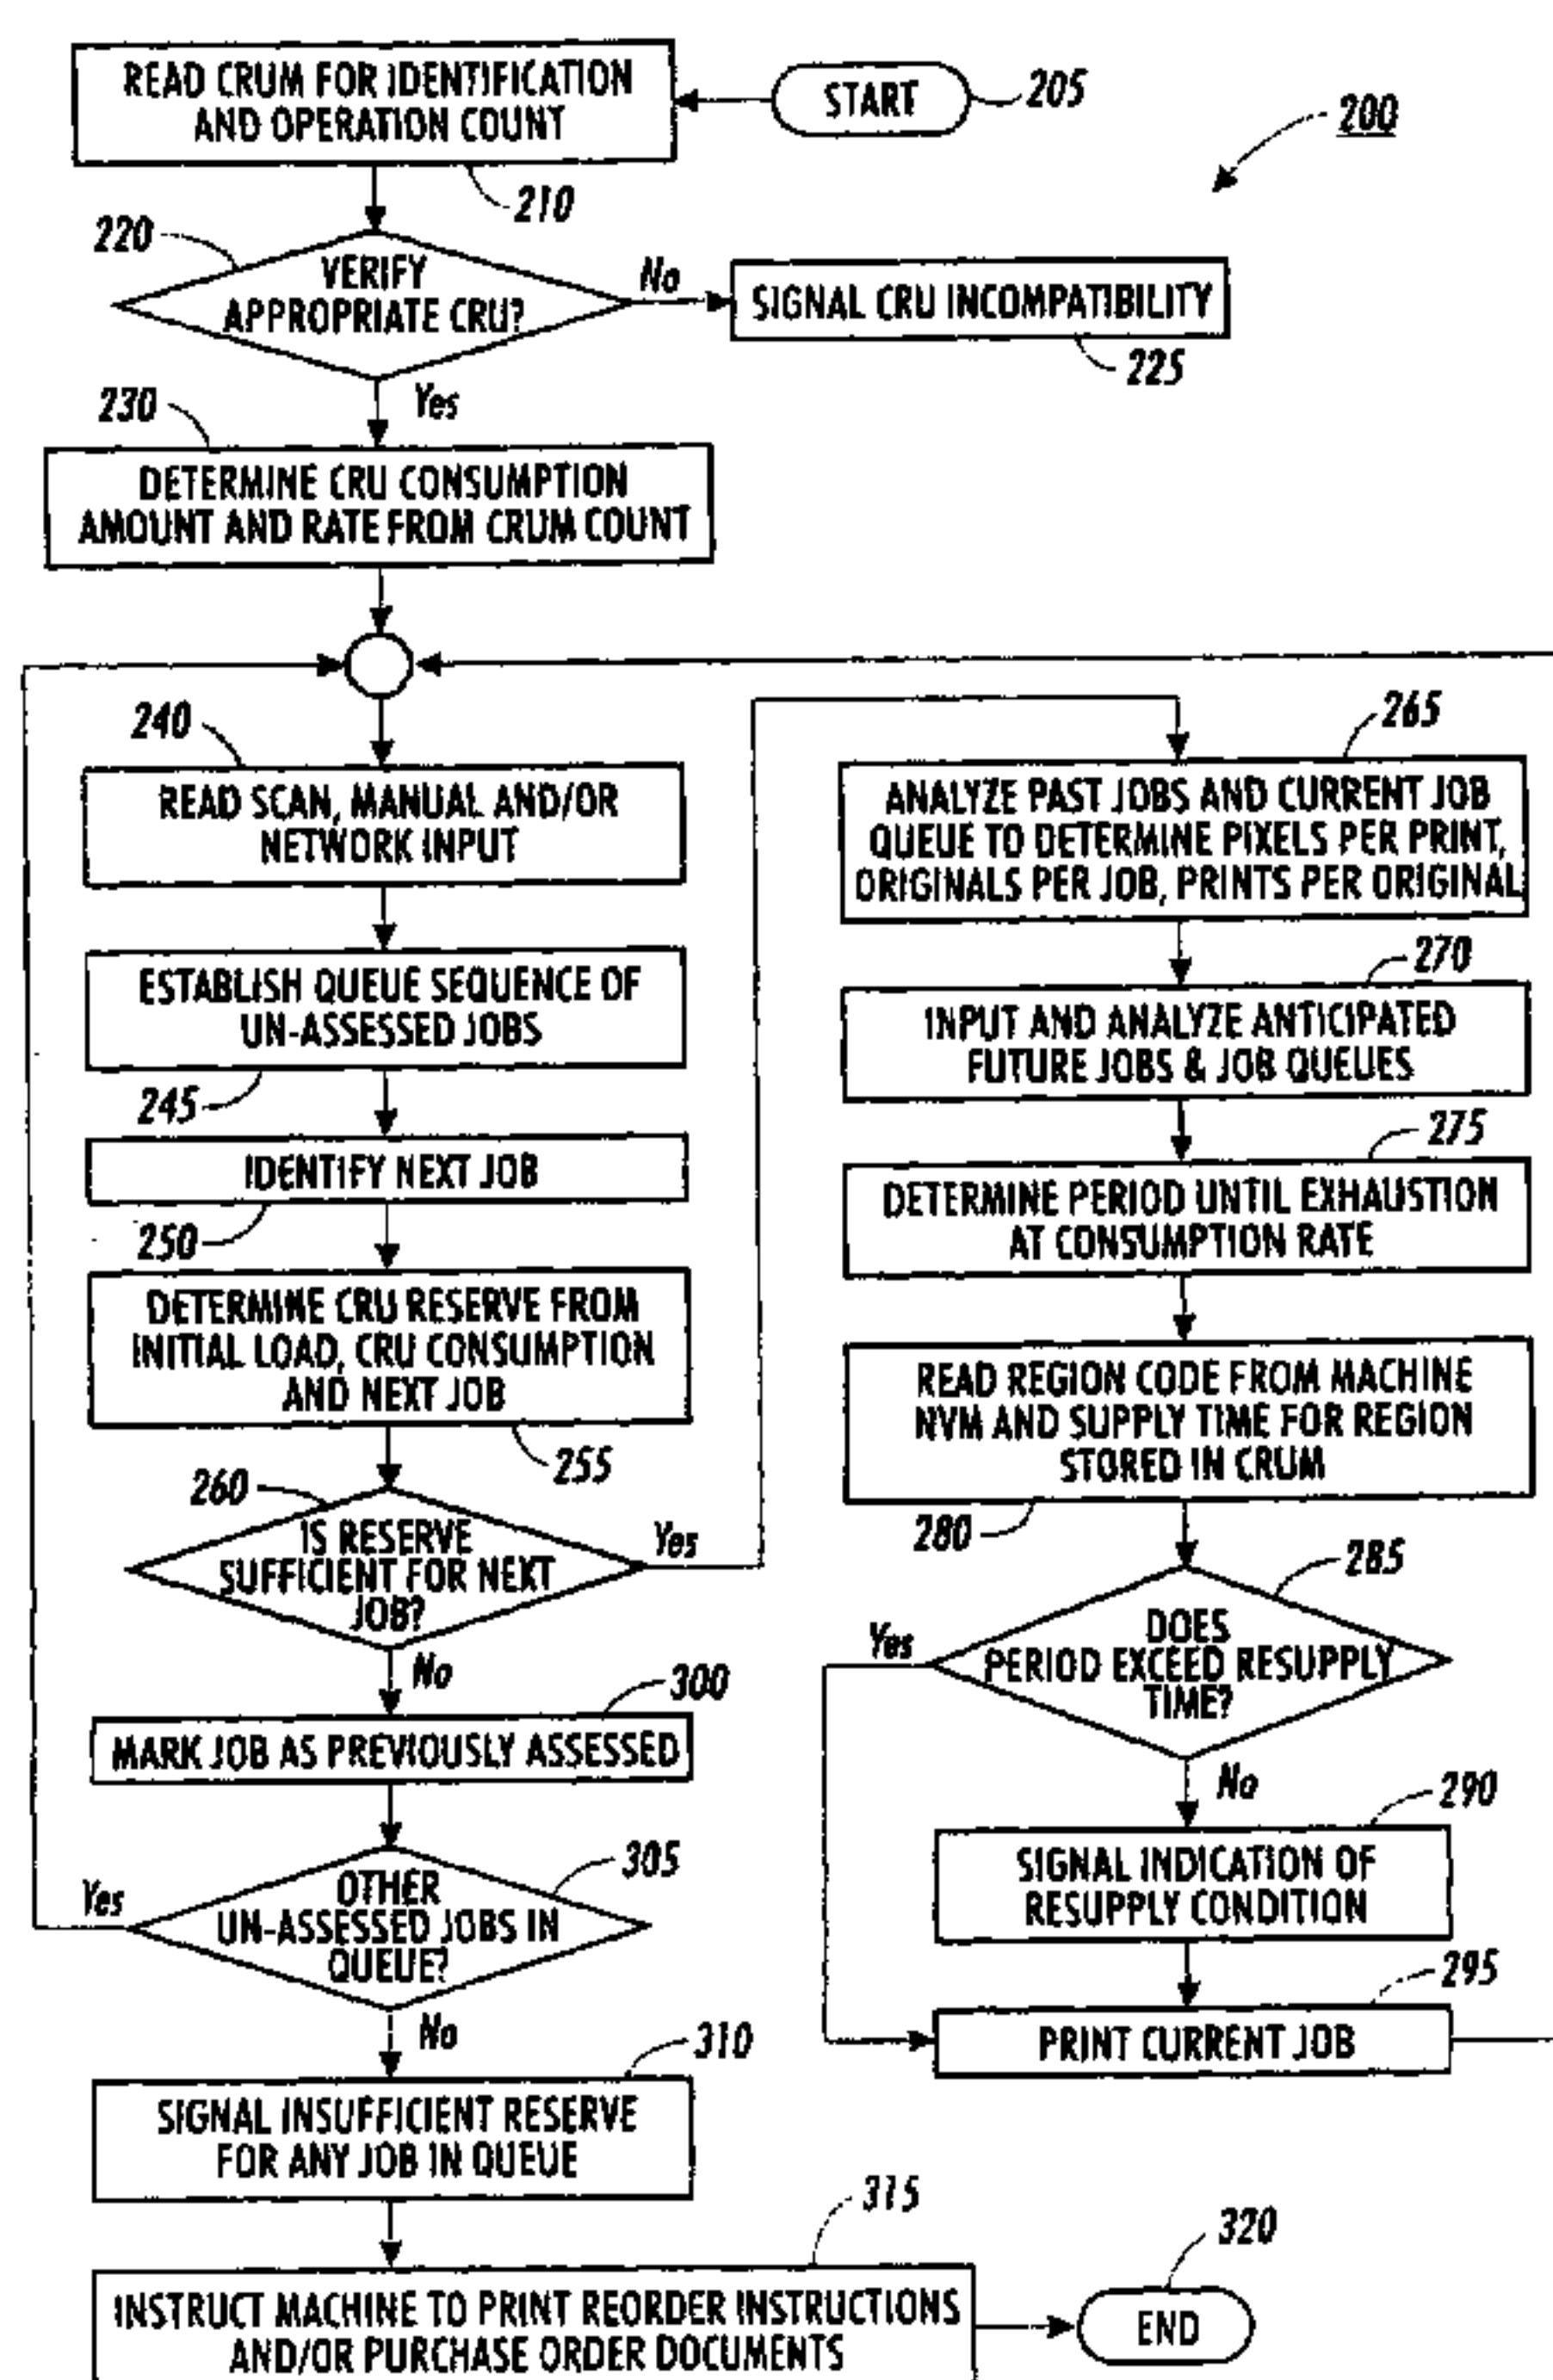 READ CRUM FOR IDENTIFICATION
AND OPERATION COUNT
START
205
200
210
220
VERIFY
APPROPRIATE CRU?
No
SIGNAL CRU INCOMPATIBILITY
225
Yes
230
DETERMINE CRU CONSUMPTION
AMOUNT AND RATE FROM CRUM COUNT
240
READ SCAN, MANUAL AND/OR
NETWORK INPUT
ESTABLISH QUEUE SEQUENCE OF
UN-ASSESSED JOBS
245
IDENTIFY NEXT JOB
250
DETERMINE CRU RESERVE FROM
INITIAL LOAD, CRU CONSUMPTION
AND NEXT JOB
255
260
IS RESERVE
SUFFICIENT FOR NEXT
JOB?
Yes
No
300
MARK JOB AS PREVIOUSLY ASSESSED
305
Yes
OTHER
UN-ASSESSED JOBS IN
QUEUE?
No
310
SIGNAL INSUFFICIENT RESERVE
FOR ANY JOB IN QUEUE
315
INSTRUCT MACHINE TO PRINT REORDER INSTRUCTIONS
AND/OR PURCHASE ORDER DOCUMENTS
320
END
265
ANALYZE PAST JOBS AND CURRENT JOB
QUEUE TO DETERMINE PIXELS PER PRINT,
ORIGINALS PER JOB, PRINTS PER ORIGINAL
270
INPUT AND ANALYZE ANTICIPATED
FUTURE JOBS & JOB QUEUES
275
DETERMINE PERIOD UNTIL EXHAUSTION
AT CONSUMPTION RATE
READ REGION CODE FROM MACHINE
NVM AND SUPPLY TIME FOR REGION
STORED IN CRUM
280
285
Yes
DOES
PERIOD EXCEED RESUPPLY
TIME?
No
290
SIGNAL INDICATION OF
RESUPPLY CONDITION
295
PRINT CURRENT JOB